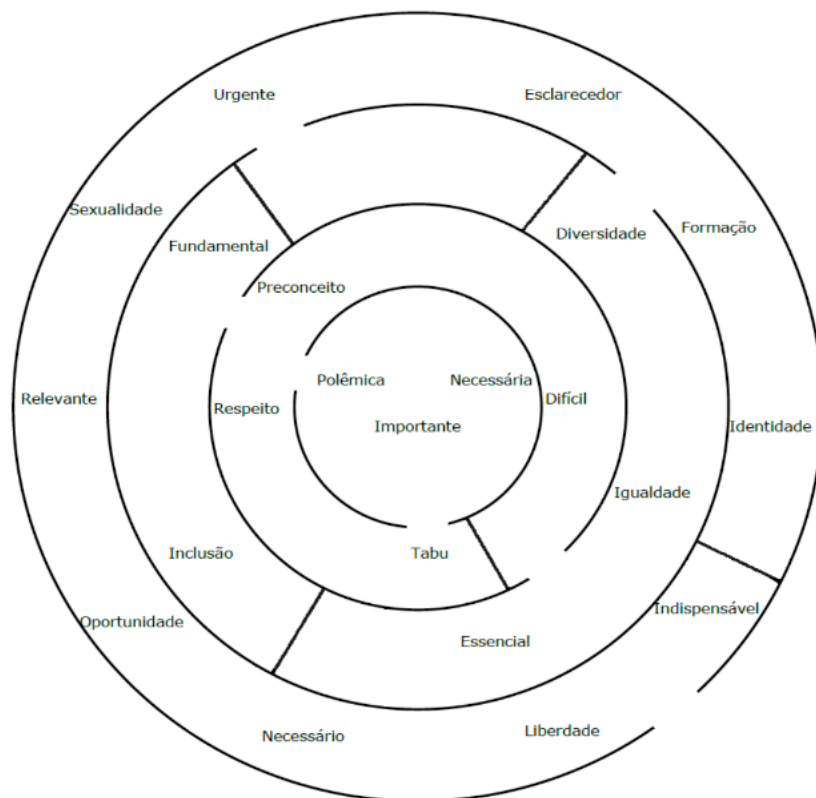 Urgente
Esclarecedor
Sexualidade
Formação
Fundamental
Diversidade
Preconceito
Polêmica
Necessária
Relevante
Respeito
Difícil
Importante
Identidade
Igualdade
Inclusão
Tabu
Indispensável
Oportunidade
Essencial
Necessário
Liberdade